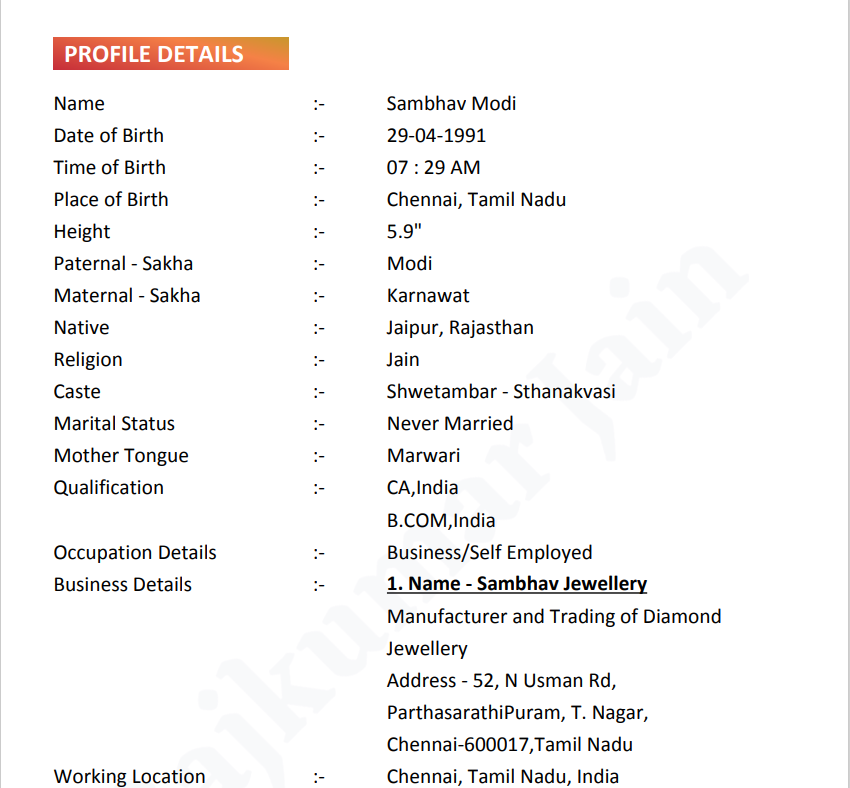 PROFILE DETAILS
Name :- Sambhav Modi
Date of Birth :- 29-04-1991
Time of Birth :- 07 : 29 AM
Place of Birth :- Chennai, Tamil Nadu
Height :- 5.9"
Paternal - Sakha :- Modi
Maternal - Sakha :- Karnawat
Native :- Jaipur, Rajasthan
Religion :- Jain
Caste :- Shwetambar - Sthanakvasi
Marital Status :- Never Married
Mother Tongue :- Marwari
Qualification :- CA,India
B.COM,India
Occupation Details :- Business/Self Employed
Business Details :- 1. Name - Sambhav Jewellery
Manufacturer and Trading of Diamond
Jewellery
Address - 52, N Usman Rd,
ParthasarathiPuram, T. Nagar,
Chennai-600017,Tamil Nadu
Working Location :- Chennai, Tamil Nadu, India
ajkumar Jain